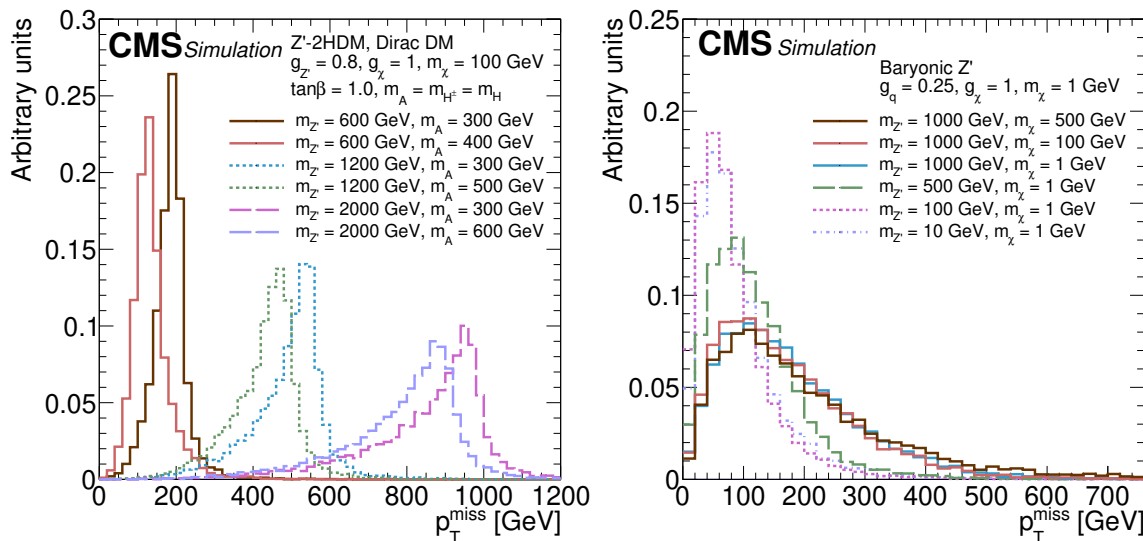 CMS Simulation
Z'-2HDM, Dirac DM
g_Z' = 0.8, g_χ = 1, m_χ = 100 GeV
tanβ = 1.0, m_A = m_H± = m_H
m_Z' = 600 GeV, m_A = 300 GeV
m_Z' = 600 GeV, m_A = 400 GeV
m_Z' = 1200 GeV, m_A = 300 GeV
m_Z' = 1200 GeV, m_A = 500 GeV
m_Z' = 2000 GeV, m_A = 300 GeV
m_Z' = 2000 GeV, m_A = 600 GeV
Arbitrary units
0.3
0.25
0.2
0.15
0.1
0.05
0
0 200 400 600 800 1000 1200
p_T^miss [GeV]
CMS Simulation
Baryonic Z'
g_q = 0.25, g_χ = 1, m_χ = 1 GeV
m_Z' = 1000 GeV, m_χ = 500 GeV
m_Z' = 1000 GeV, m_χ = 100 GeV
m_Z' = 1000 GeV, m_χ = 1 GeV
m_Z' = 500 GeV, m_χ = 1 GeV
m_Z' = 100 GeV, m_χ = 1 GeV
m_Z' = 10 GeV, m_χ = 1 GeV
Arbitrary units
0.25
0.2
0.15
0.1
0.05
0
0 100 200 300 400 500 600 700
p_T^miss [GeV]